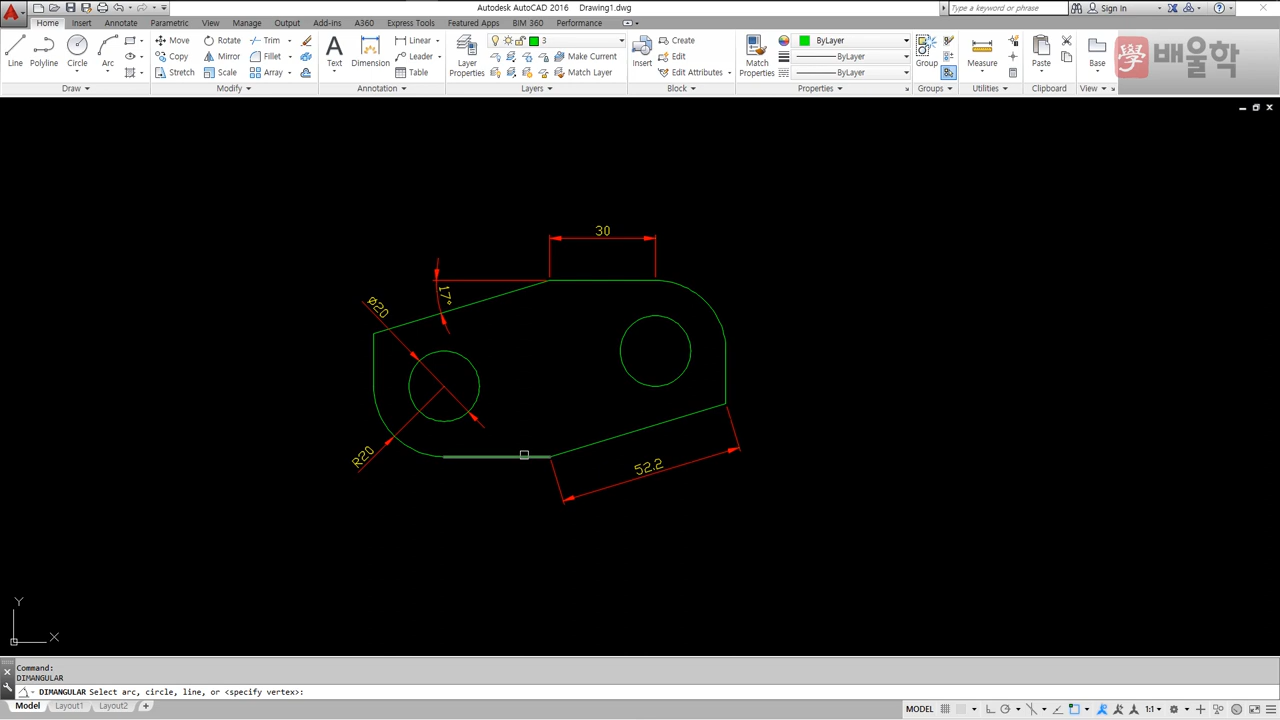 Autodesk AutoCAD 2016 Drawing1.dwg
Type a keyword or phrase
Sign In
Home Insert Annotate Parametric View Manage Output Add-ins A360 Express Tools Featured Apps BIM 360 Performance
Line Polyline Circle Arc
Move Rotate Trim
Copy Mirror Fillet
Stretch Scale Array
Text Dimension
Linear
Leader
Table
Layer Properties
3
Make Current
Match Layer
Insert
Create
Edit
Edit Attributes
Match Properties
ByLayer
ByLayer
ByLayer
Group Measure Paste Base
學 배울학
Draw Modify Annotation Layers Block Properties Groups Utilities Clipboard View
30
17°
ø20
R20
52.2
Y
X
Command:
DIMANGULAR
DIMANGULAR Select arc, circle, line, or <specify vertex>:
Model Layout1 Layout2 +
MODEL 1:1